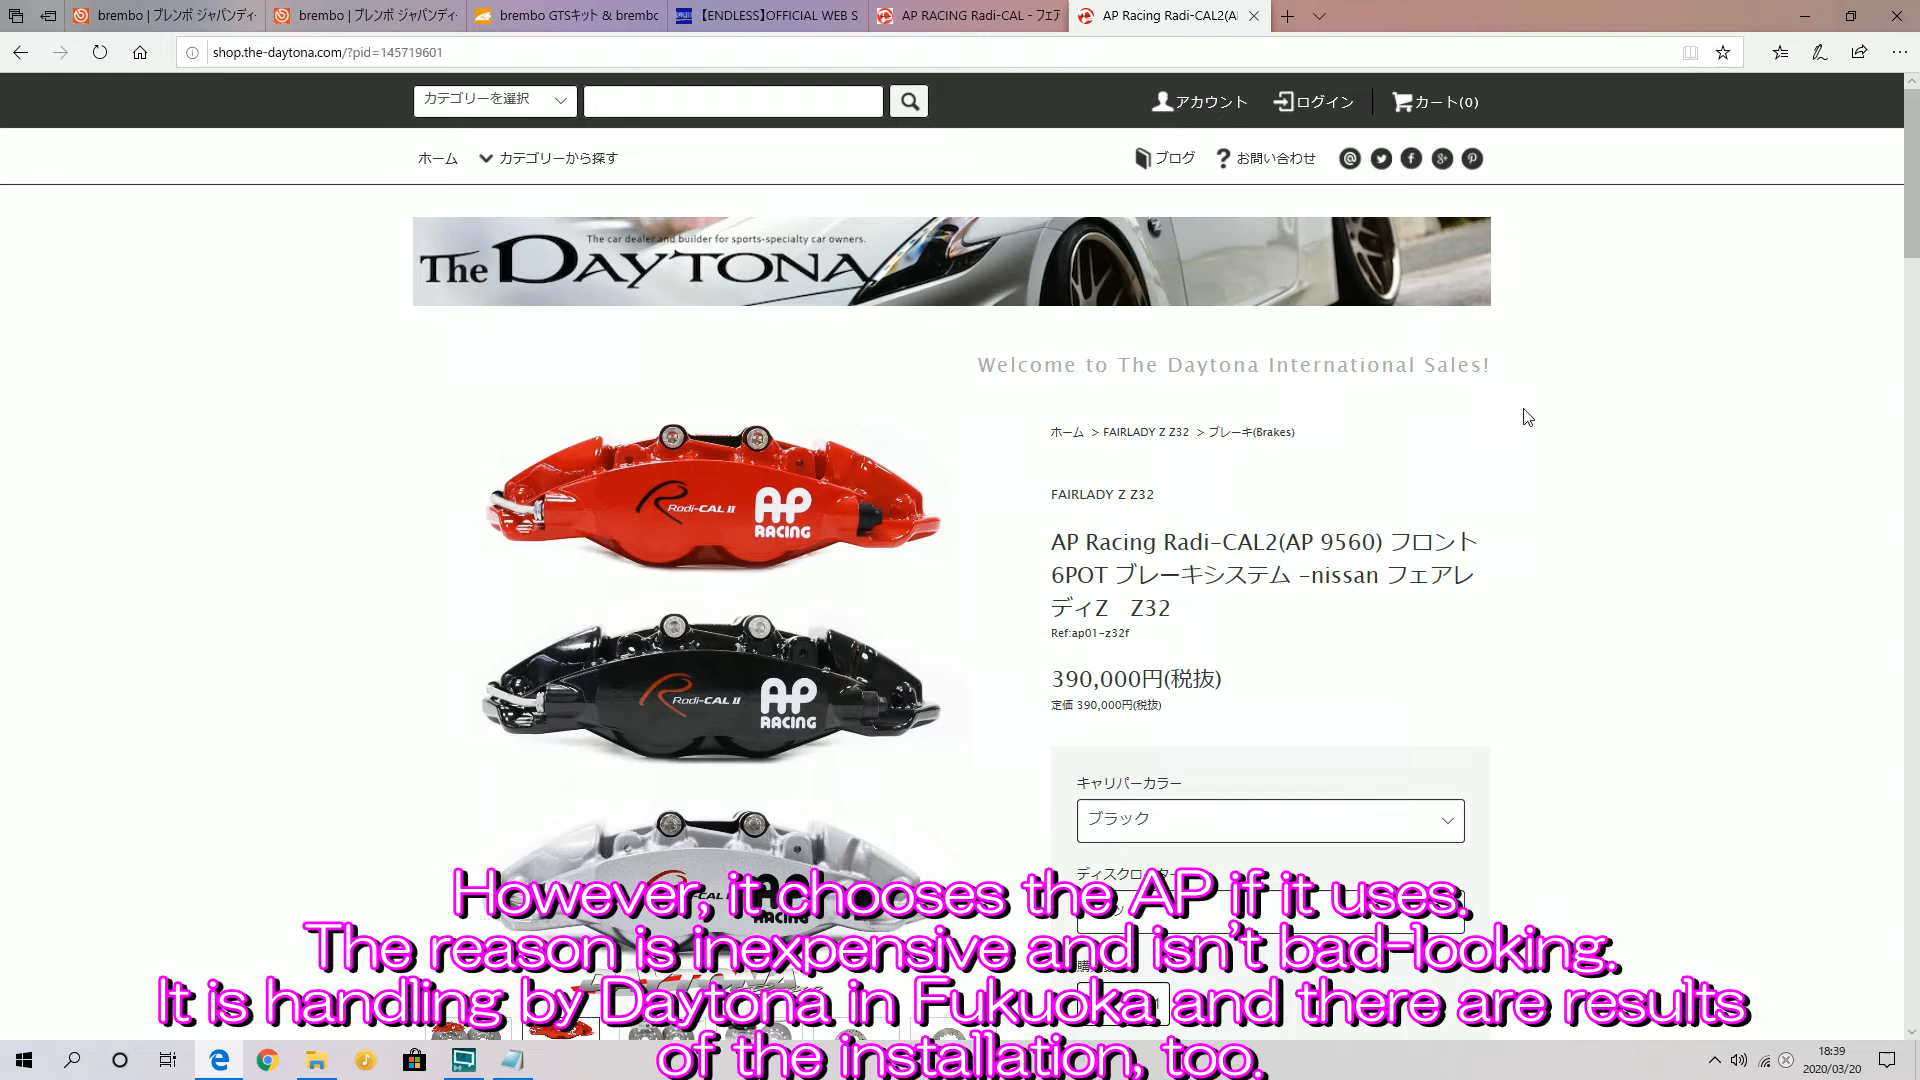 brembo | ブレンボ ジャパンディ
brembo | ブレンボ ジャパンディ
brembo GTSキット & brembo
【ENDLESS】OFFICIAL WEB S
AP RACING Radi-CAL - フェア
AP Racing Radi-CAL2(A
shop.the-daytona.com/?pid=145719601
カテゴリーを選択
アカウント
ログイン
カート(0)
ホーム
カテゴリーから探す
ブログ
お問い合わせ
The car dealer and builder for sports-specialty car owners.
The DAYTONA
Welcome to The Daytona International Sales!
ホーム > FAIRLADY Z Z32 > ブレーキ(Brakes)
FAIRLADY Z Z32
AP Racing Radi-CAL2(AP 9560) フロント
6POT ブレーキシステム -nissan フェアレ
ディZ Z32
Ref:ap01-z32f
390,000円(税抜)
定価 390,000円(税抜)
Radi-CAL II AP RACING
Radi-CAL II AP RACING
キャリパーカラー
ブラック
However, it chooses the AP if it uses.
The reason is inexpensive and isn't bad-looking.
It is handling by Daytona in Fukuoka and there are results
of the installation, too.
18:39
2020/03/20